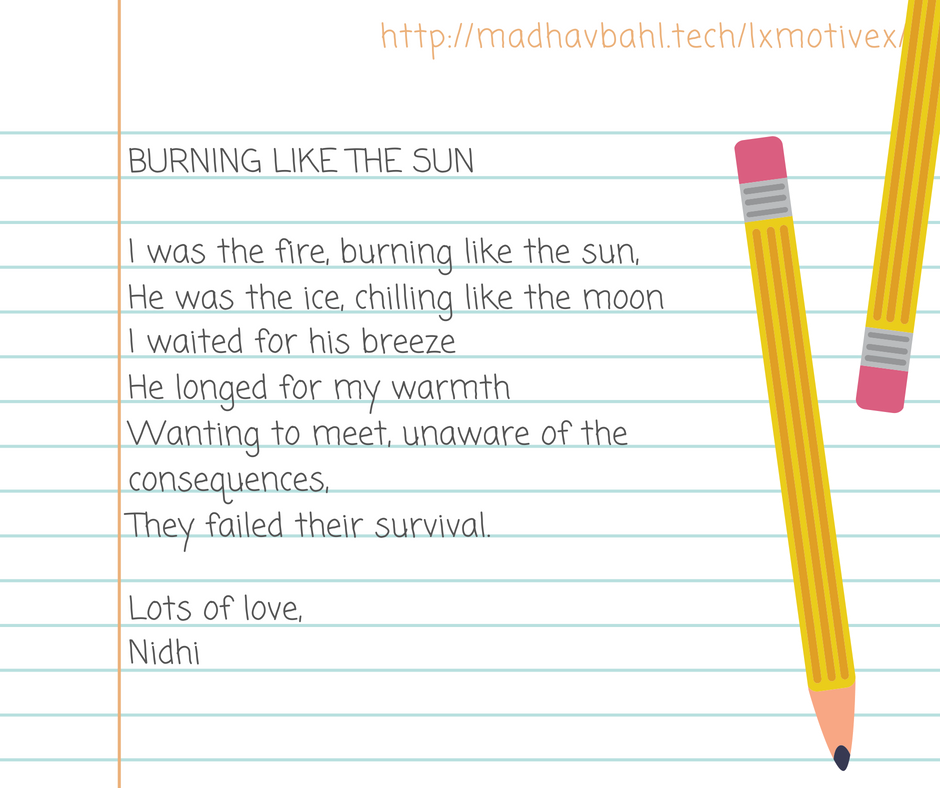 http://madhavbahl.tech/lxmotivex/
BURNING LIKE THE SUN
I was the fire, burning like the sun,
He was the ice, chilling like the moon
I waited for his breeze
He longed for my warmth
Wanting to meet, unaware of the
consequences,
They failed their survival.
Lots of love,
Nidhi